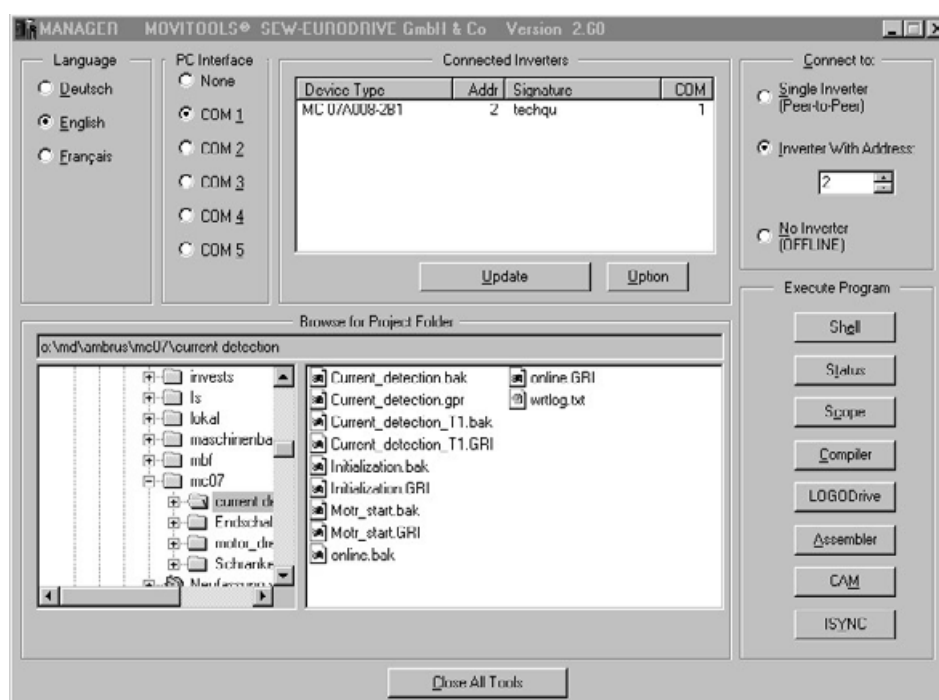 MANAGER MOVITOOLS® SEW-EURODRIVE GmbH & Co Version 2.60
Language
Deutsch
English
Français
PC Interface
None
COM 1
COM 2
COM 3
COM 4
COM 5
Connected Inverters
Device Type Addr Signature COM
MC 07A008-2B1 2 techqu 1
Update
Option
Connect to:
Single Inverter
(Peer-to-Peer)
Inverter With Address:
2
No Inverter
(OFFLINE)
Browse for Project Folder
o:\md\ambrus\mc07\current detection
invests
ls
lokal
maschinenba
mbf
mc07
current de
Endschal
motor_dre
Schranke
Neufassung
Current_detection.bak
Current_detection.gpr
Current_detection_T1.bak
Current_detection_T1.GRI
Initialization.bak
Initialization.GRI
Motr_start.bak
Motr_start.GRI
online.bak
online.GRI
wrtlog.txt
Execute Program
Shell
Status
Scope
Compiler
LOGODrive
Assembler
CAM
ISYNC
Close All Tools